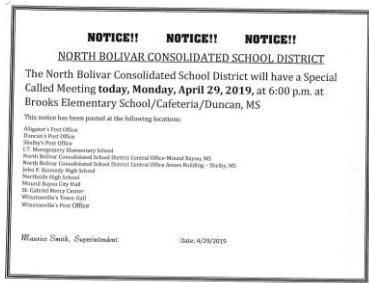 NOTICE!! NOTICE!! NOTICE!!
NORTH BOLIVAR CONSOLIDATED SCHOOL DISTRICT
The North Bolivar Consolidated School District will have a Special
Called Meeting today, Monday, April 29, 2019, at 6:00 p.m. at
Brooks Elementary School/Cafeteria/Duncan, MS
This notice has been posted at the following locations:
Alligator's Post Office
Duncan's Post Office
Shelby's Post Office
I.T. Montgomery Elementary School
North Bolivar Consolidated School District Central Office-Mound Bayou, MS
North Bolivar Consolidated School District Central Office Annex Building – Shelby, MS
John F. Kennedy High School
Northside High School
Mound Bayou City Hall
St. Gabriel Mercy Center
Winstonville's Town Hall
Winstonville's Post Office
Maurice Smith, Superintendent Date: 4/29/2019